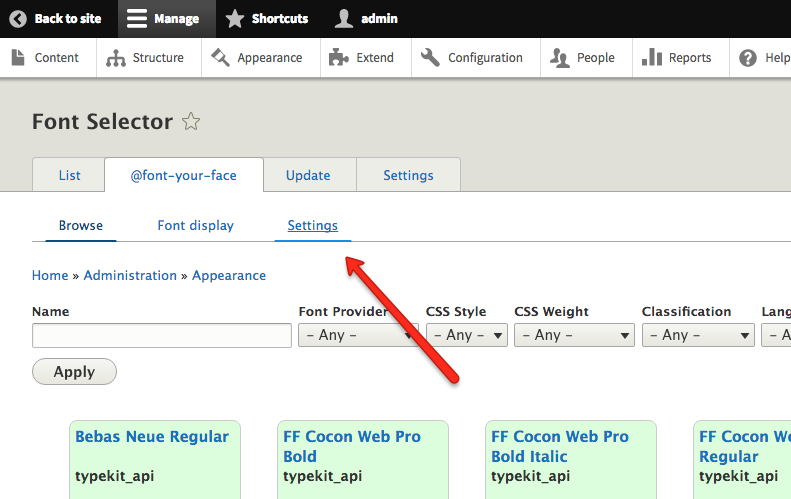 Back to site Manage Shortcuts admin
Content Structure Appearance Extend Configuration People Reports Help
Font Selector
List @font-your-face Update Settings
Browse Font display Settings
Home » Administration » Appearance
Name Font Provider CSS Style CSS Weight Classification Lang
- Any - - Any - - Any - - Any - - A
Apply
Bebas Neue Regular FF Cocon Web Pro FF Cocon Web Pro FF Cocon We
Bold Bold Italic Regular
typekit_api typekit_api typekit_api typekit_api